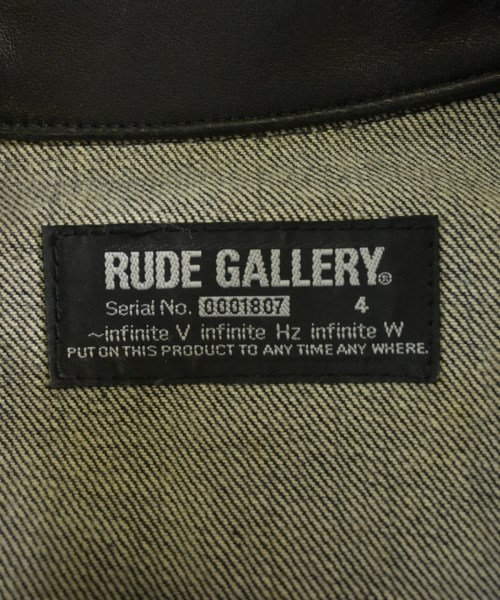 RUDE GALLERY®
Serial No. 0001807 4
~infinite V infinite Hz infinite W
PUT ON THIS PRODUCT TO ANY TIME ANY WHERE.